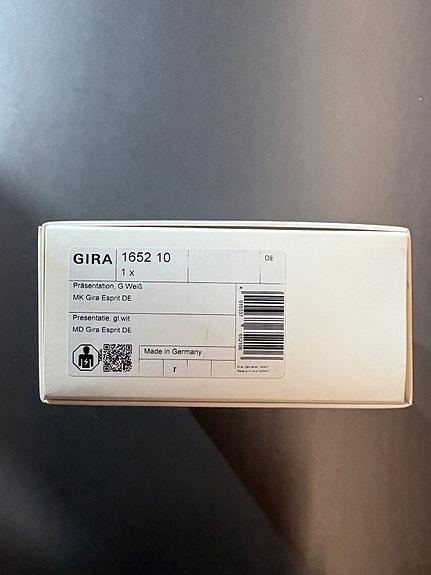 GIRA
1652 10
DE
1 x
Präsentation, G Weiß
MK Gira Esprit DE
Presentatie, gl.wit
MD Gira Esprit DE
Made in Germany
r